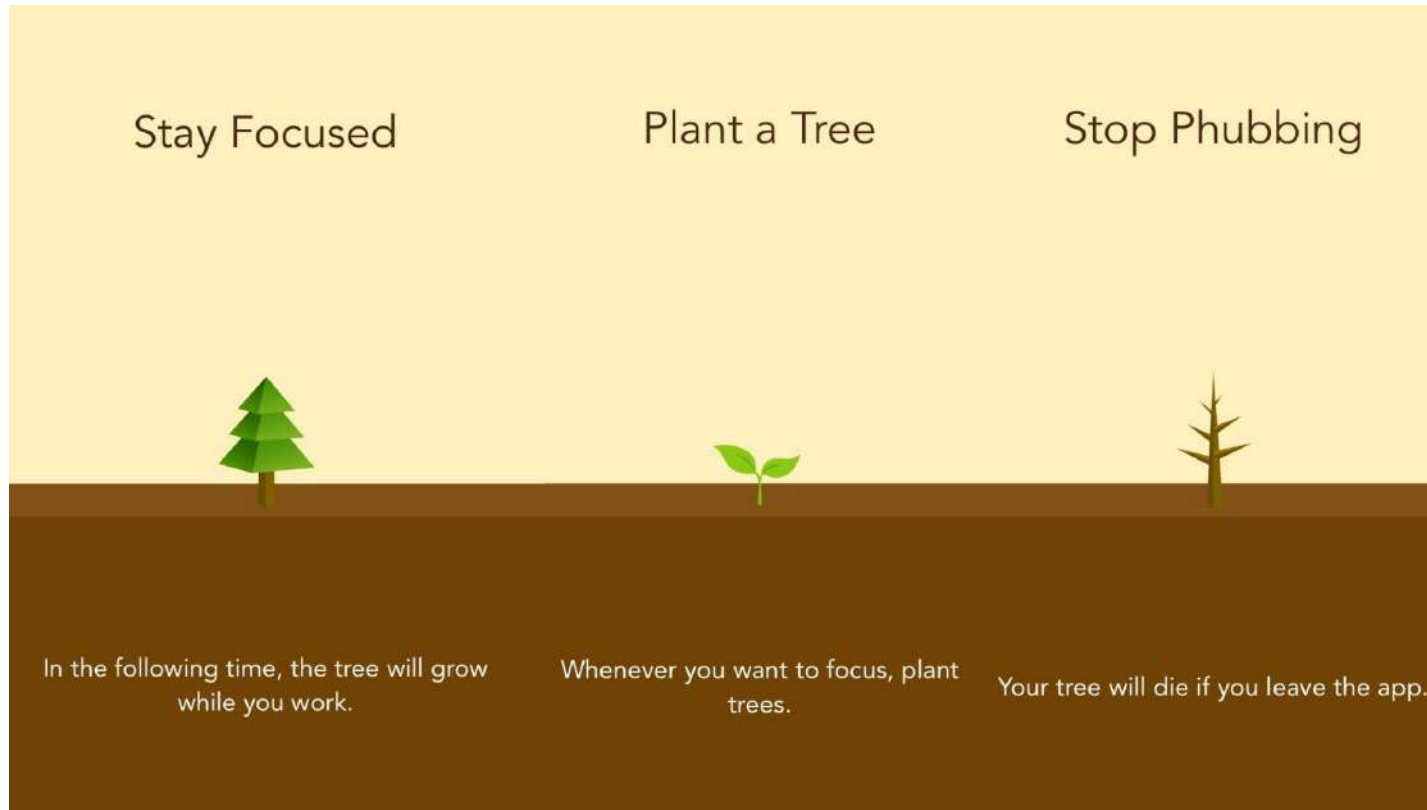 Stay Focused
Plant a Tree
Stop Phubbing
In the following time, the tree will grow
while you work.
Whenever you want to focus, plant
trees.
Your tree will die if you leave the app.